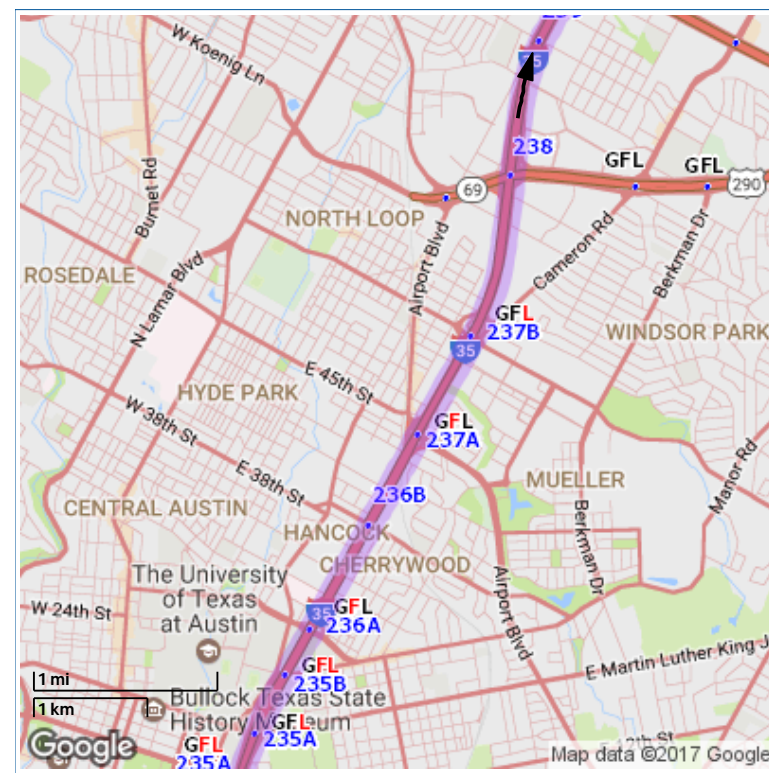 W Koenig Ln
35
238
GFL
GFL
69
290
Burnet Rd
NORTH LOOP
Airport Blvd
Cameron Rd
Berkman Dr
ROSEDALE
N Lamar Blvd
GFL
237B
WINDSOR PARK
35
E 45th St
HYDE PARK
W 38th St
GFL
237A
Manor Rd
E 38th St
236B
MUELLER
CENTRAL AUSTIN
HANCOCK
Berkman Dr
CHERRYWOOD
The University
of Texas
at Austin
Airport Blvd
W 24th St
35
GFL
236A
E Martin Luther King J
GFL
235B
1 mi
1 km
Bullock Texas State
History Museum
GFL
235A
GFL
235A
Google
Map data ©2017 Google